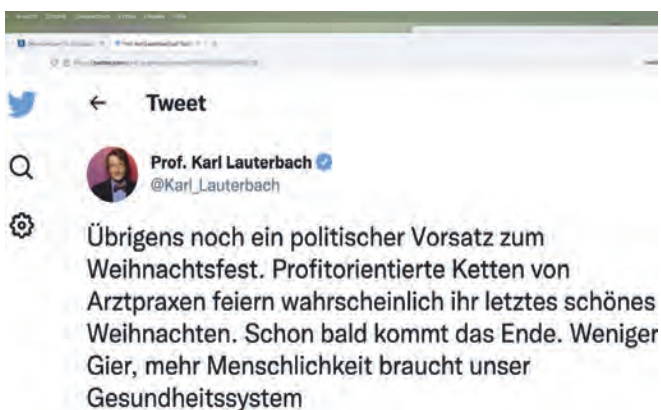 Tweet
Prof. Karl Lauterbach
@Karl_Lauterbach
Übrigens noch ein politischer Vorsatz zum
Weihnachtsfest. Profitorientierte Ketten von
Arztpraxen feiern wahrscheinlich ihr letztes schönes
Weihnachten. Schon bald kommt das Ende. Weniger
Gier, mehr Menschlichkeit braucht unser
Gesundheitssystem